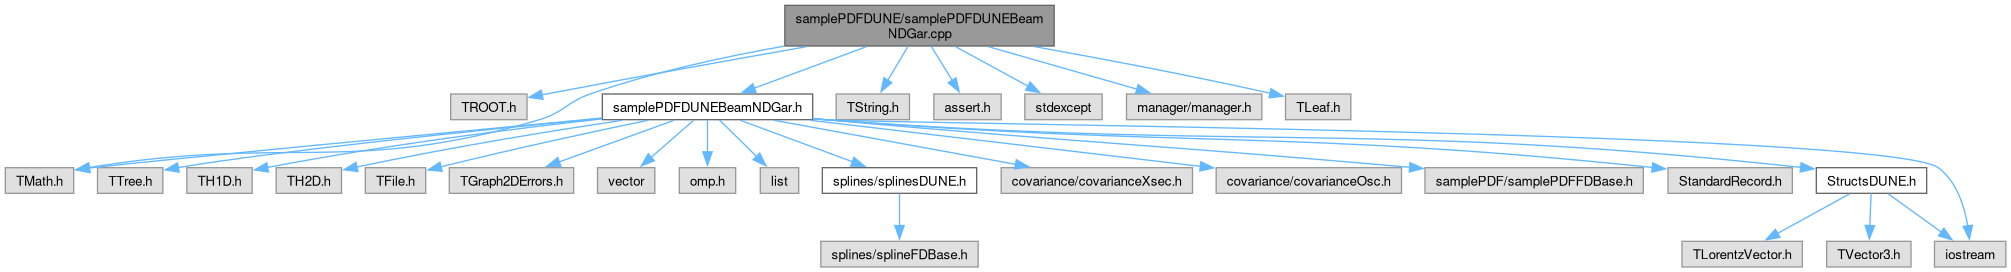 samplePDFDUNE/samplePDFDUNEBeam
NDGar.cpp
TROOT.h
samplePDFDUNEBeamNDGar.h
TString.h
assert.h
stdexcept
manager/manager.h
TLeaf.h
TMath.h
TTree.h
TH1D.h
TH2D.h
TFile.h
TGraph2DErrors.h
vector
omp.h
list
splines/splinesDUNE.h
covariance/covarianceXsec.h
covariance/covarianceOsc.h
samplePDF/samplePDFFDBase.h
StandardRecord.h
StructsDUNE.h
splines/splineFDBase.h
TLorentzVector.h
TVector3.h
iostream